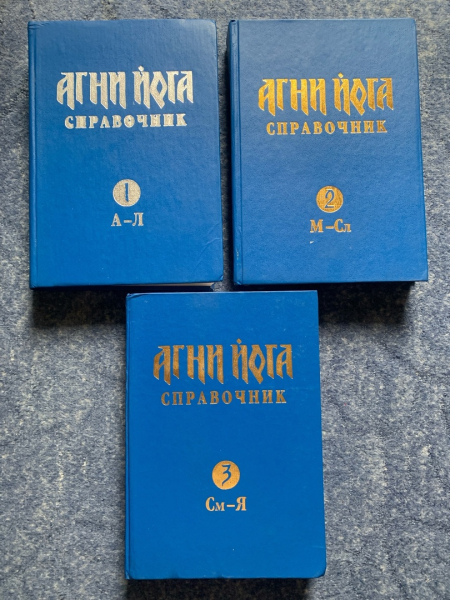 АГНИ ЙОГА
СПРАВОЧНИК
1
А–Л
АГНИ ЙОГА
СПРАВОЧНИК
2
М–Сл
АГНИ ЙОГА
СПРАВОЧНИК
3
См–Я